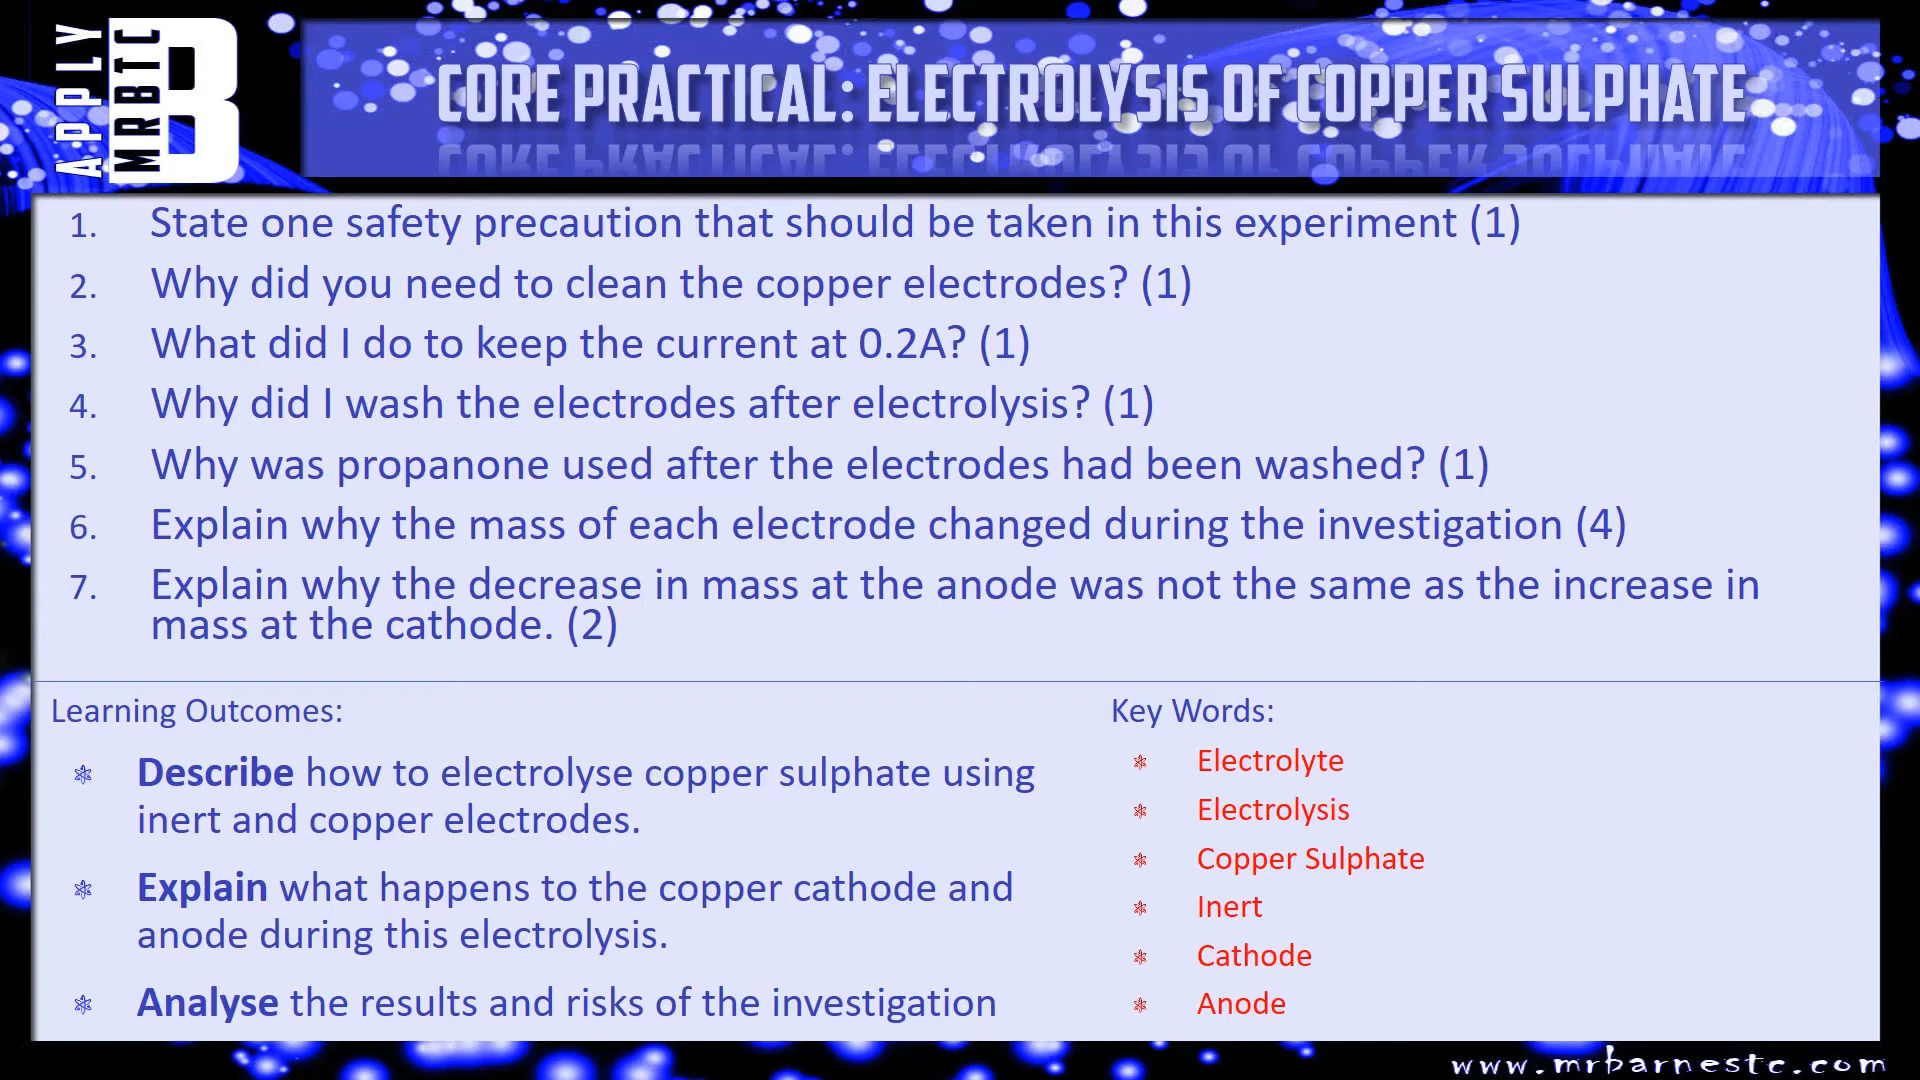 APPLY
MRBTC
B
CORE PRACTICAL: ELECTROLYSIS OF COPPER SULPHATE
1. State one safety precaution that should be taken in this experiment (1)
2. Why did you need to clean the copper electrodes? (1)
3. What did I do to keep the current at 0.2A? (1)
4. Why did I wash the electrodes after electrolysis? (1)
5. Why was propanone used after the electrodes had been washed? (1)
6. Explain why the mass of each electrode changed during the investigation (4)
7. Explain why the decrease in mass at the anode was not the same as the increase in
mass at the cathode. (2)
Learning Outcomes:
Describe how to electrolyse copper sulphate using
inert and copper electrodes.
Explain what happens to the copper cathode and
anode during this electrolysis.
Analyse the results and risks of the investigation
Key Words:
Electrolyte
Electrolysis
Copper Sulphate
Inert
Cathode
Anode
www.mrbarnestc.com